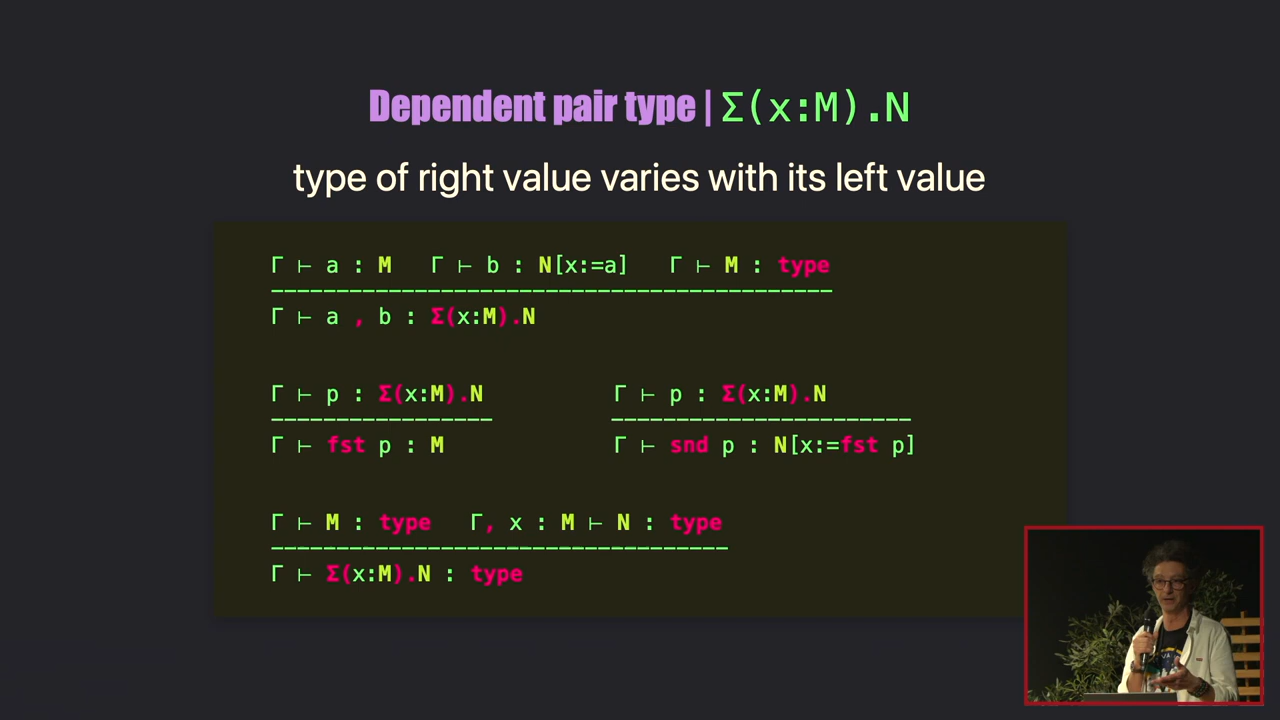 Dependent pair type | Σ(x:M).N
type of right value varies with its left value
Γ ⊢ a : M   Γ ⊢ b : N[x:=a]   Γ ⊢ M : type
Γ ⊢ a , b : Σ(x:M).N
Γ ⊢ p : Σ(x:M).N   Γ ⊢ p : Σ(x:M).N
Γ ⊢ fst p : M   Γ ⊢ snd p : N[x:=fst p]
Γ ⊢ M : type   Γ, x : M ⊢ N : type
Γ ⊢ Σ(x:M).N : type